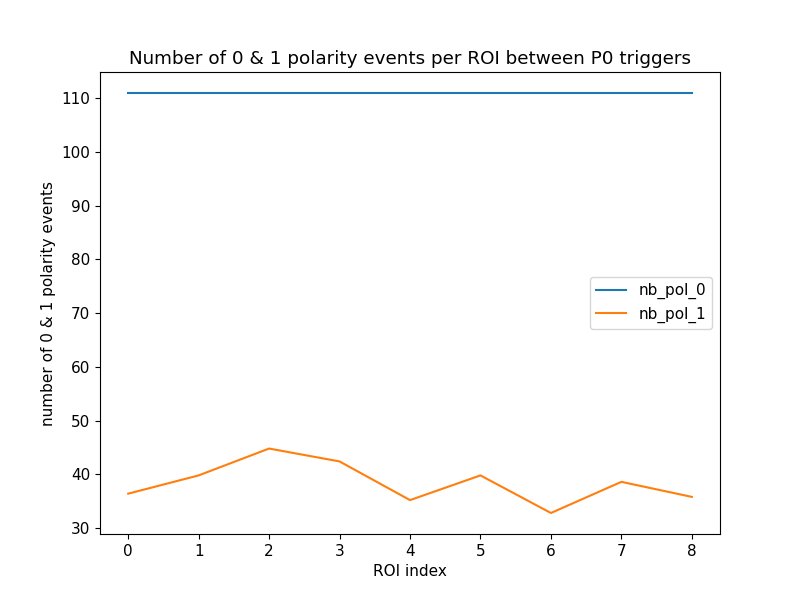 Number of 0 & 1 polarity events per ROI between P0 triggers
number of 0 & 1 polarity events
110
100
90
80
70
60
50
40
30
nb_pol_0
nb_pol_1
0 1 2 3 4 5 6 7 8
ROI index